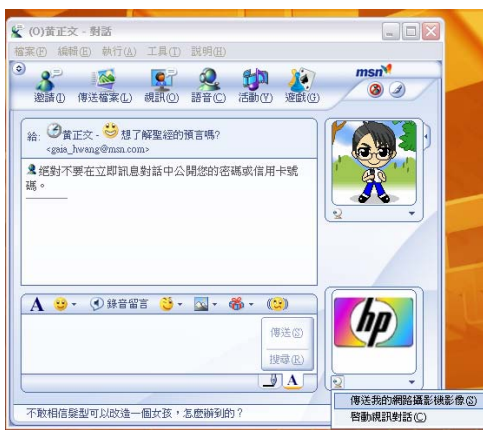 (O)黃正文 - 對話
檔案(F) 編輯(E) 執行(A) 工具(T) 說明(H)
msn
邀請(I) 傳送檔案(L) 視訊(O) 語音(C) 活動(V) 遊戲(G)
給: 黃正文 - 想了解聖經的預言嗎?
<gaia_hwang@msn.com>
絕對不要在立即訊息對話中公開您的密碼或信用卡號
碼。
A 錄音留言
hp
傳送(S)
搜尋(R)
A
傳送我的網路攝影機影像(S)
啟動視訊對話(C)
不敢相信髮型可以改造一個女孩，怎麼辦到的？